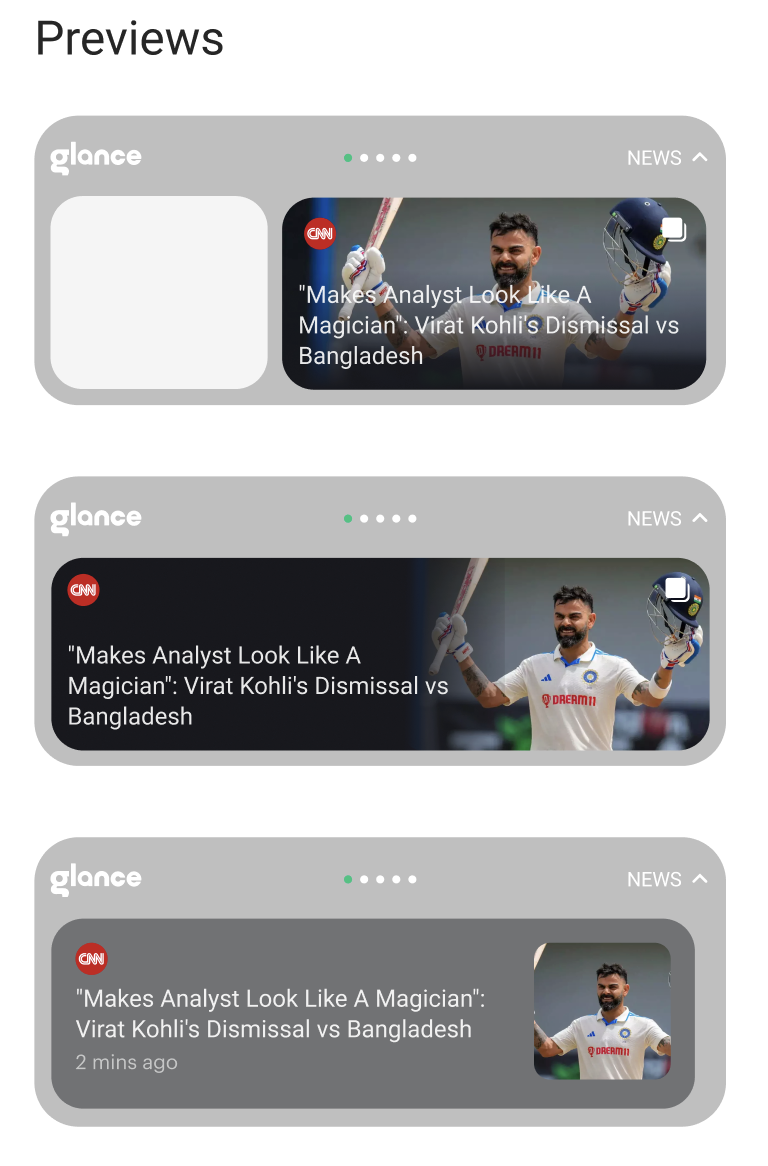 Previews
glance
NEWS
CNN
"Makes Analyst Look Like A
Magician": Virat Kohli's Dismissal vs
Bangladesh
DREAM11
glance
NEWS
CNN
"Makes Analyst Look Like A
Magician": Virat Kohli's Dismissal vs
Bangladesh
DREAM11
glance
NEWS
CNN
"Makes Analyst Look Like A Magician":
Virat Kohli's Dismissal vs Bangladesh
2 mins ago
DREAM11